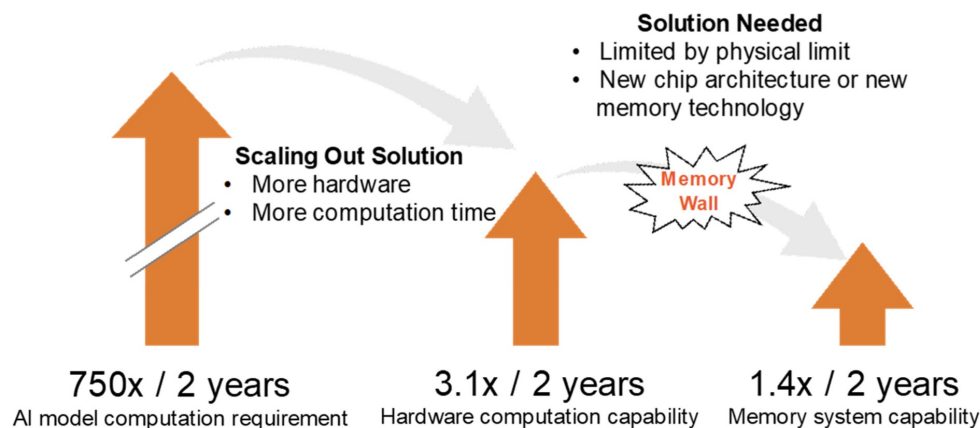 Solution Needed
• Limited by physical limit
• New chip architecture or new
memory technology
Scaling Out Solution
• More hardware
• More computation time
Memory
Wall
750x / 2 years
AI model computation requirement
3.1x / 2 years
Hardware computation capability
1.4x / 2 years
Memory system capability